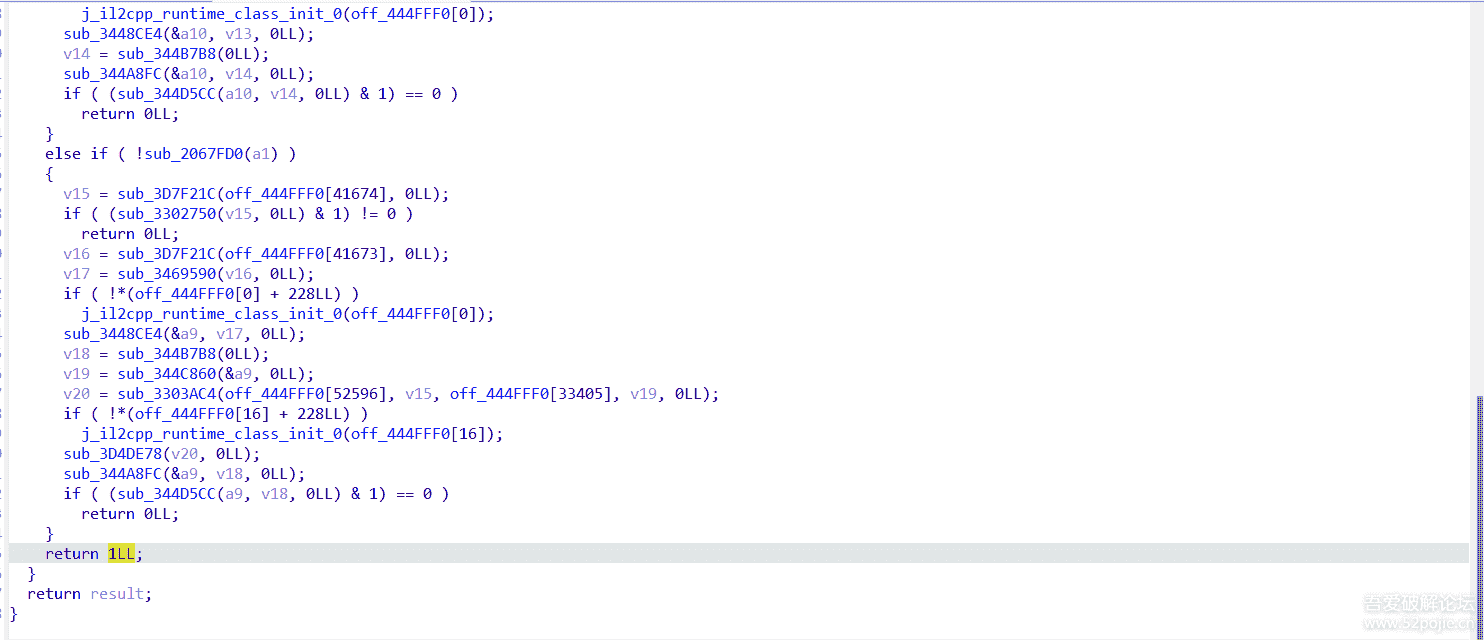 j_il2cpp_runtime_class_init_0(off_444FFF0[0]);
sub_3448CE4(&a10, v13, 0LL);
v14 = sub_344B7B8(0LL);
sub_344A8FC(&a10, v14, 0LL);
if ( (sub_344D5CC(a10, v14, 0LL) & 1) == 0 )
return 0LL;
}
else if ( !sub_2067FD0(a1) )
{
v15 = sub_3D7F21C(off_444FFF0[41674], 0LL);
if ( (sub_3302750(v15, 0LL) & 1) != 0 )
return 0LL;
v16 = sub_3D7F21C(off_444FFF0[41673], 0LL);
v17 = sub_3469590(v16, 0LL);
if ( !*(off_444FFF0[0] + 228LL) )
j_il2cpp_runtime_class_init_0(off_444FFF0[0]);
sub_3448CE4(&a9, v17, 0LL);
v18 = sub_344B7B8(0LL);
v19 = sub_344C860(&a9, 0LL);
v20 = sub_3303AC4(off_444FFF0[52596], v15, off_444FFF0[33405], v19, 0LL);
if ( !*(off_444FFF0[16] + 228LL) )
j_il2cpp_runtime_class_init_0(off_444FFF0[16]);
sub_3D4DE78(v20, 0LL);
sub_344A8FC(&a9, v18, 0LL);
if ( (sub_344D5CC(a9, v18, 0LL) & 1) == 0 )
return 0LL;
}
return 1LL;
}
return result;
}
吾爱破解论坛
www.52pojie.cn